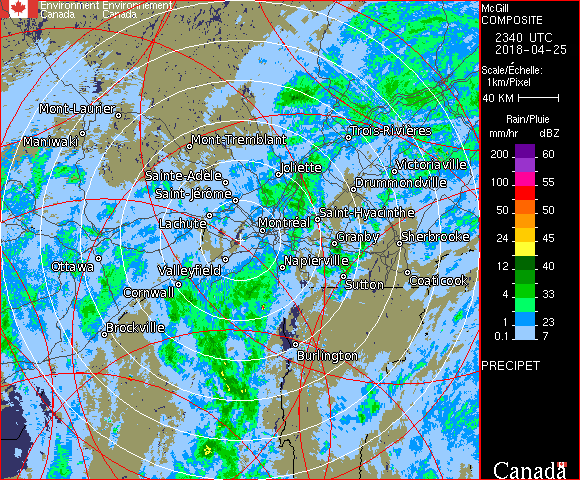 Environment Environnement
Canada Canada
McGill
COMPOSITE
2340 UTC
2018-04-25
Scale/Échelle:
1km/Pixel
40 KM
Rain/Pluie
mm/hr dBZ
200 60
55
100 55
50 50
24 45
12 40
4 33
1 23
0.1 7
PRECIPET
Canada
Mont-Laurier
Maniwaki
Mont-Tremblant
Trois-Rivières
Joliette
Victoriaville
Sainte-Adèle
Drummondville
Saint-Jérôme
Lachute
Saint-Hyacinthe
Montréal
Granby
Sherbrooke
Ottawa
Valleyfield
Napierville
Sutton
Coaticook
Cornwall
Brockville
Burlington